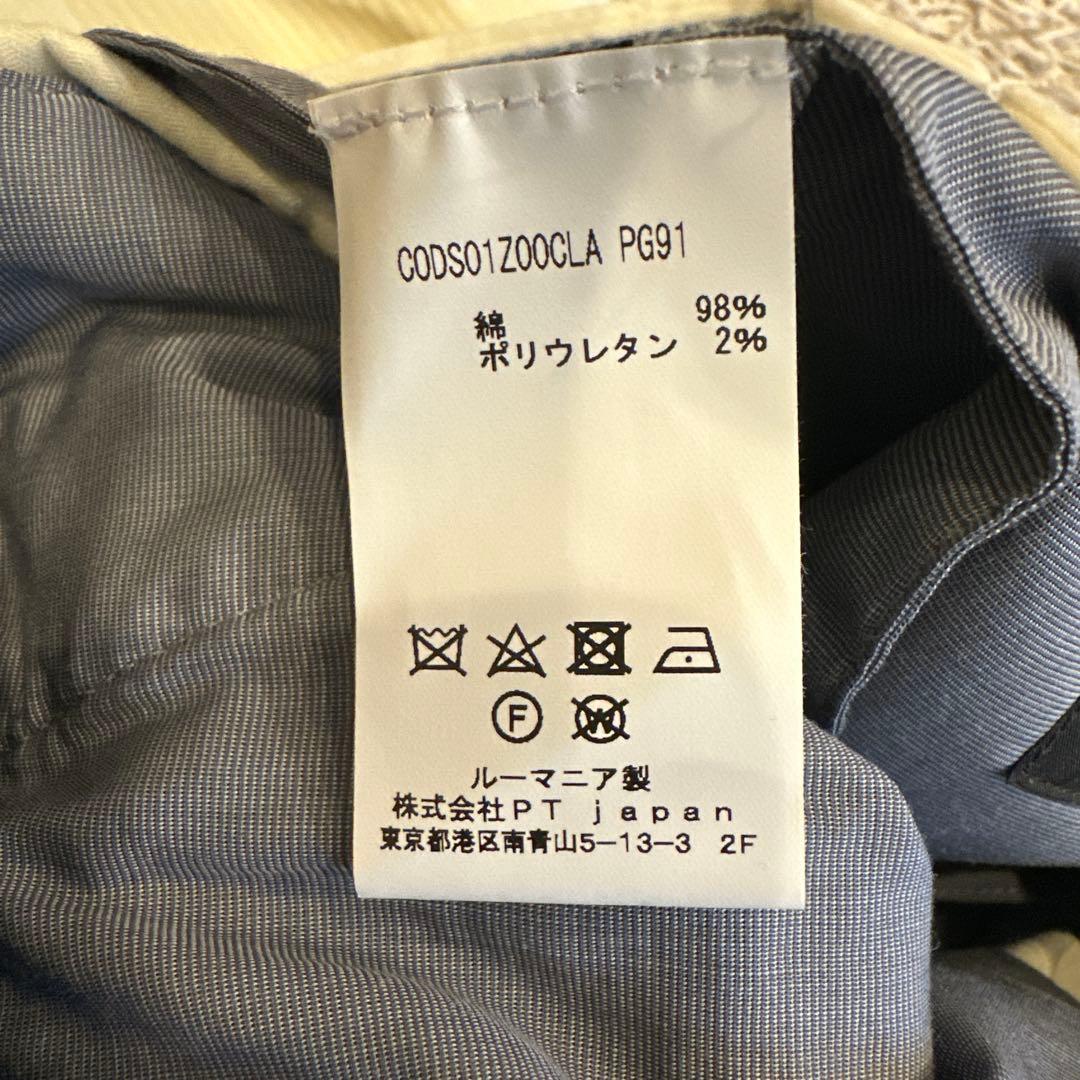 CODS01Z00CLA PG91
綿 98%
ポリウレタン 2%
F W
ルーマニア製
株式会社PT japan
東京都港区南青山5-13-3 2F